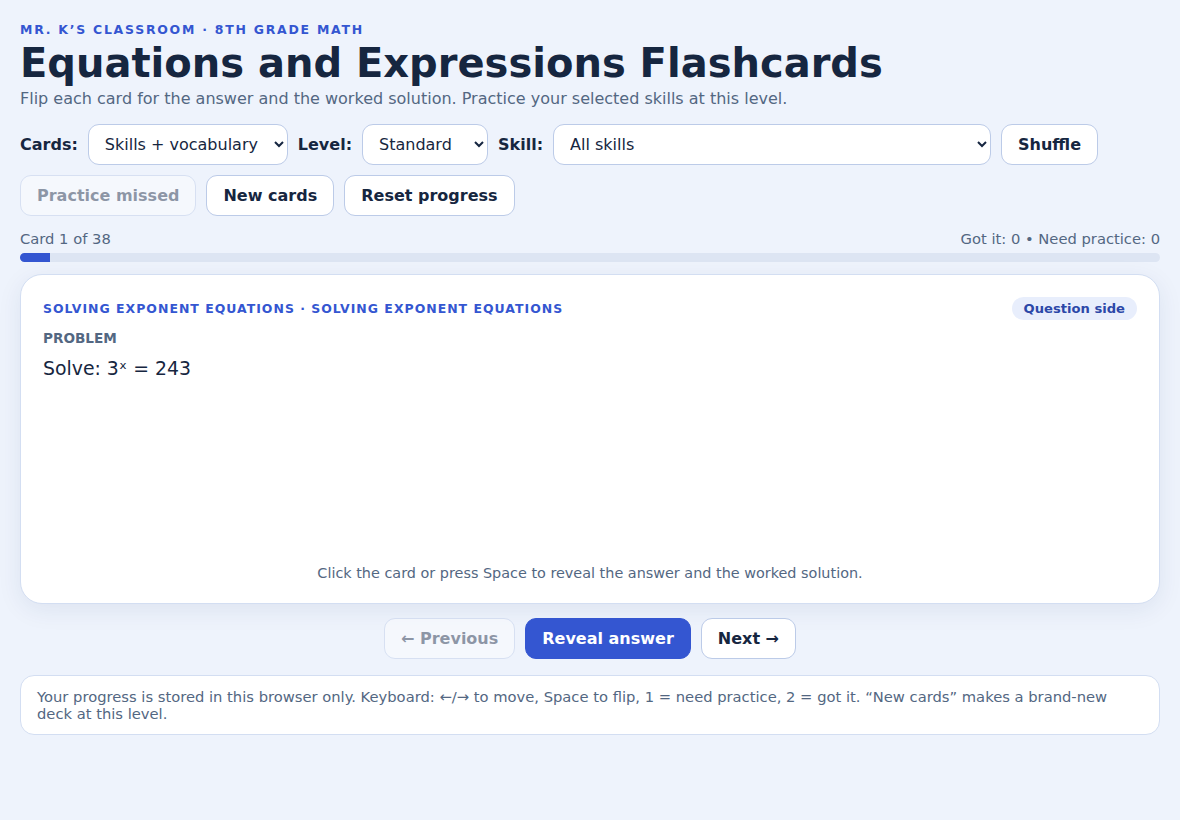 MR. K’S CLASSROOM · 8TH GRADE MATH
Equations and Expressions Flashcards
Flip each card for the answer and the worked solution. Practice your selected skills at this level.
Cards: Skills + vocabulary Level: Standard Skill: All skills Shuffle
Practice missed New cards Reset progress
Card 1 of 38 Got it: 0 • Need practice: 0
SOLVING EXPONENT EQUATIONS · SOLVING EXPONENT EQUATIONS Question side
PROBLEM
Solve: 3ˣ = 243
Click the card or press Space to reveal the answer and the worked solution.
← Previous Reveal answer Next →
Your progress is stored in this browser only. Keyboard: ←/→ to move, Space to flip, 1 = need practice, 2 = got it. “New cards” makes a brand-new
deck at this level.